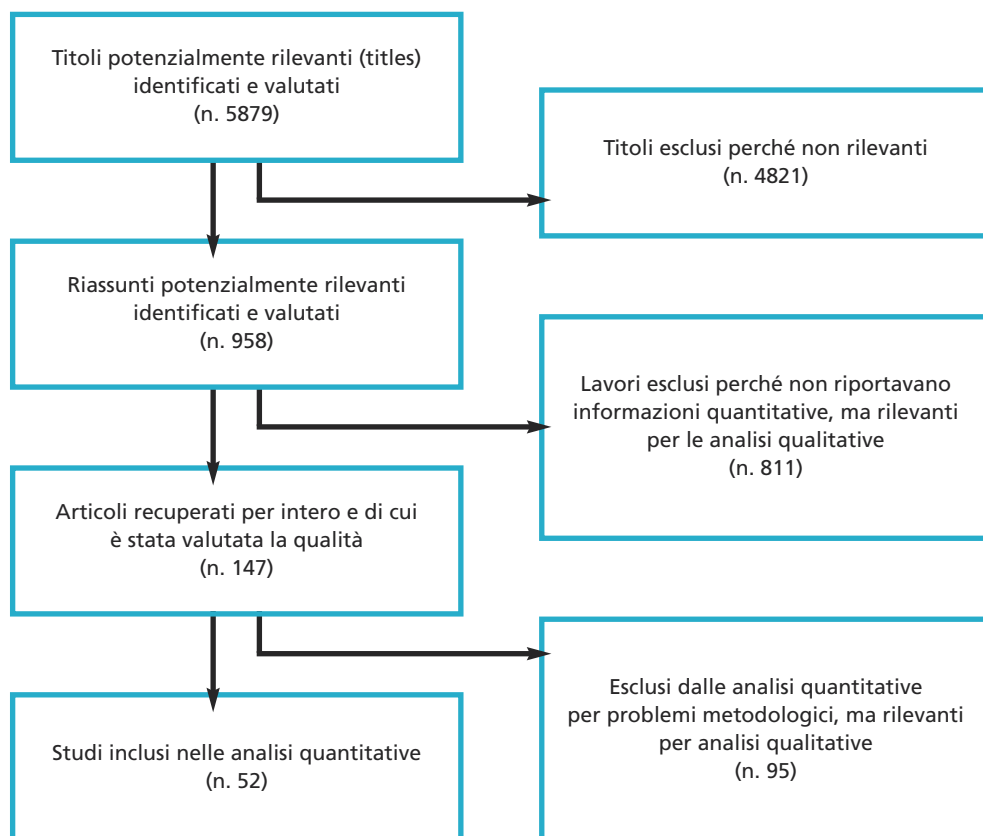 Titoli potenzialmente rilevanti (titles)
identificati e valutati
(n. 5879)
Titoli esclusi perché non rilevanti
(n. 4821)
Riassunti potenzialmente rilevanti
identificati e valutati
(n. 958)
Lavori esclusi perché non riportavano
informazioni quantitative, ma rilevanti
per le analisi qualitative
(n. 811)
Articoli recuperati per intero e di cui
è stata valutata la qualità
(n. 147)
Esclusi dalle analisi quantitative
per problemi metodologici, ma rilevanti
per analisi qualitative
(n. 95)
Studi inclusi nelle analisi quantitative
(n. 52)